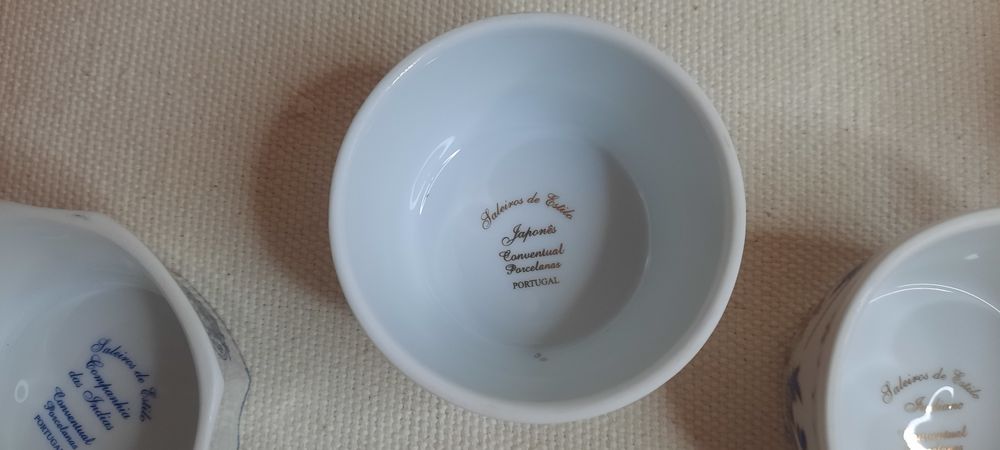 Saleiros de Estilo
Companhia
das Índias
Conventual
Porcelanas
PORTUGAL
Saleiros de Estilo
Japonês
Conventual
Porcelanas
PORTUGAL
Saleiros de Estilo